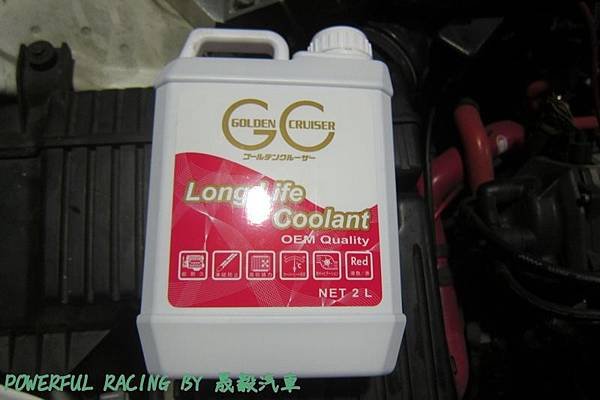 GOLDEN CRUISER
ゴールデンクルーザー
Long Life
Coolant
OEM Quality
Red
NET 2 L
POWERFUL RACING BY 晟毅汽車